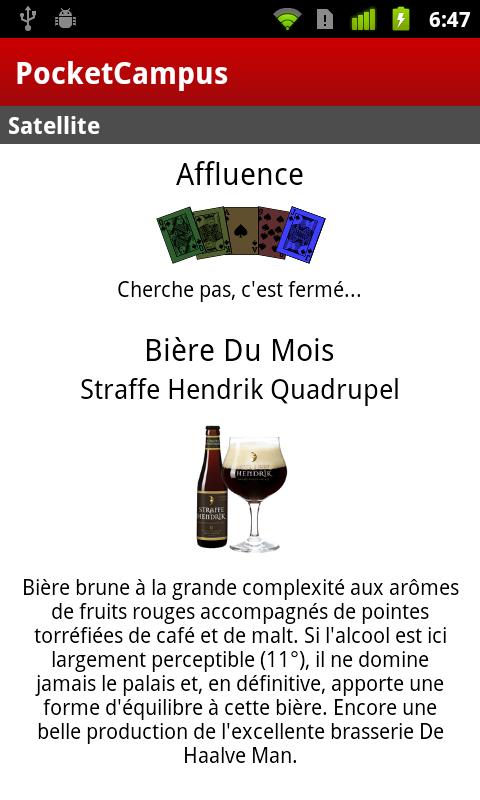 6:47
PocketCampus
Satellite
Affluence
Cherche pas, c'est fermé...
Bière Du Mois
Straffe Hendrik Quadrupel
STRAFFE
HENDRIK
HENDRIK
Bière brune à la grande complexité aux arômes
de fruits rouges accompagnés de pointes
torréfiées de café et de malt. Si l'alcool est ici
largement perceptible (11°), il ne domine
jamais le palais et, en définitive, apporte une
forme d'équilibre à cette bière. Encore une
belle production de l'excellente brasserie De
Haalve Man.